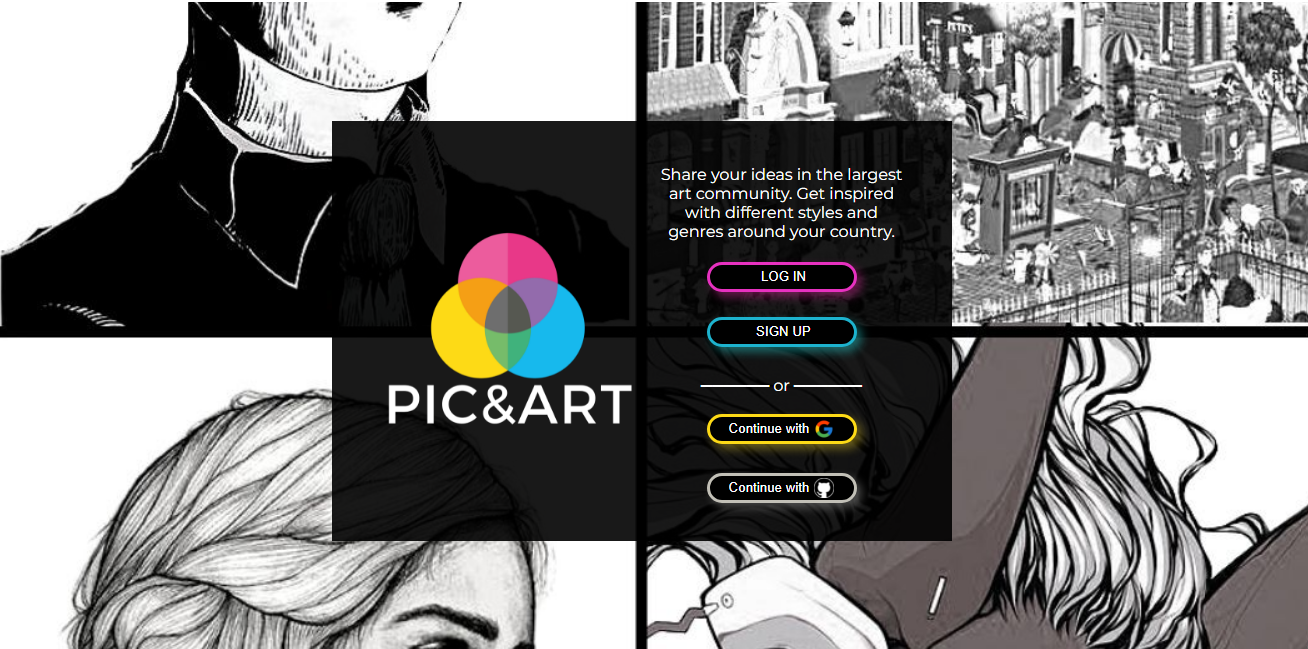 PETE'S
Share your ideas in the largest
art community. Get inspired
with different styles and
genres around your country.
LOG IN
SIGN UP
or
PIC&ART
Continue with
Continue with